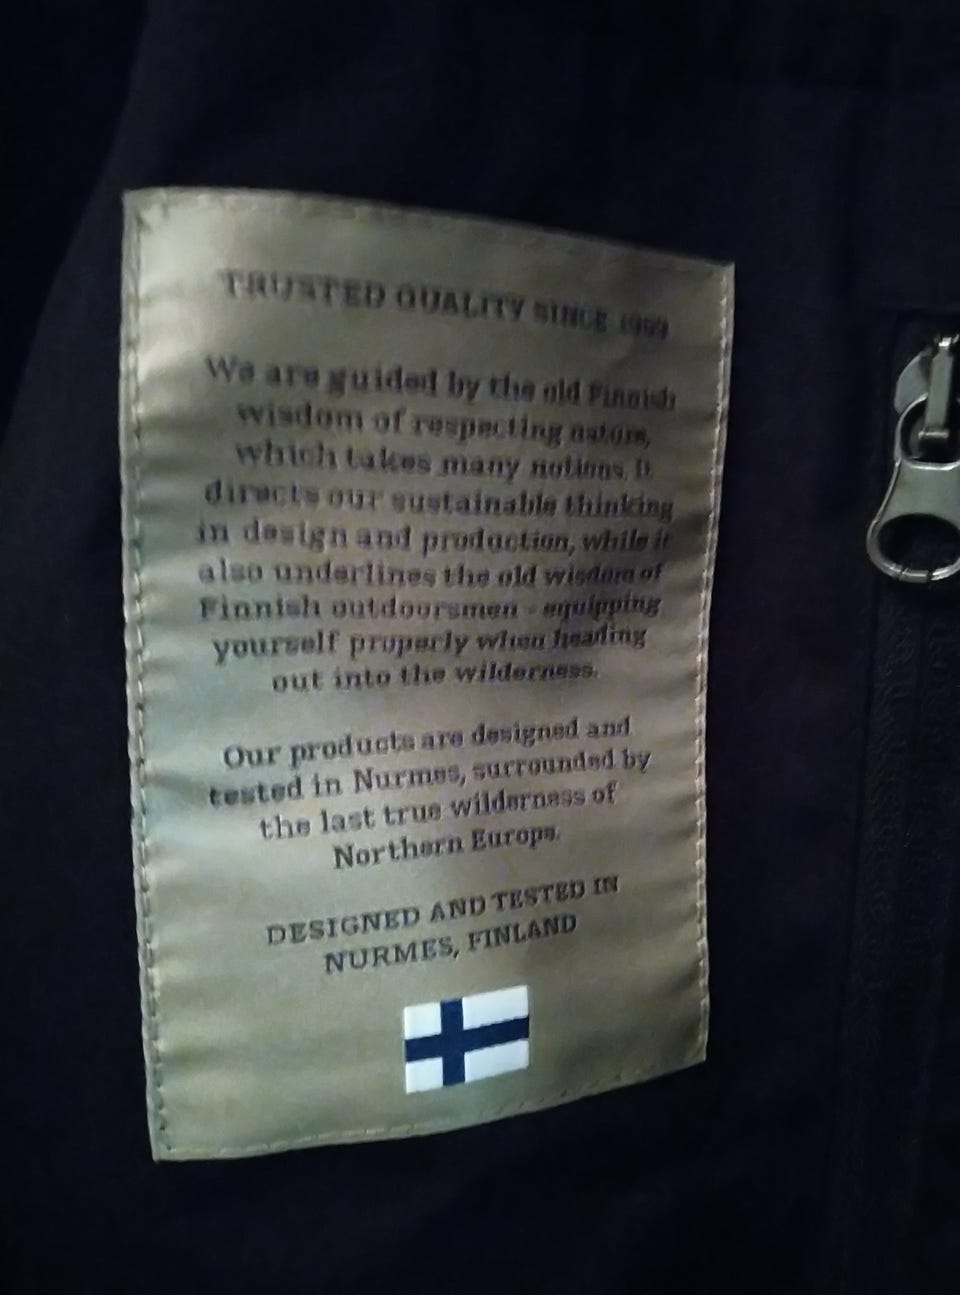 TRUSTED QUALITY SINCE
We are guided by the old Finnish
wisdom of respecting nature,
which takes many notions. It
directs our sustainable thinking
in design and production, while it
also underlines the old wisdom of
Finnish outdoorsmen - equipping
yourself properly when heading
out into the wilderness.
Our products are designed and
tested in Nurmes, surrounded by
the last true wilderness of
Northern Europe.
DESIGNED AND TESTED IN
NURMES, FINLAND